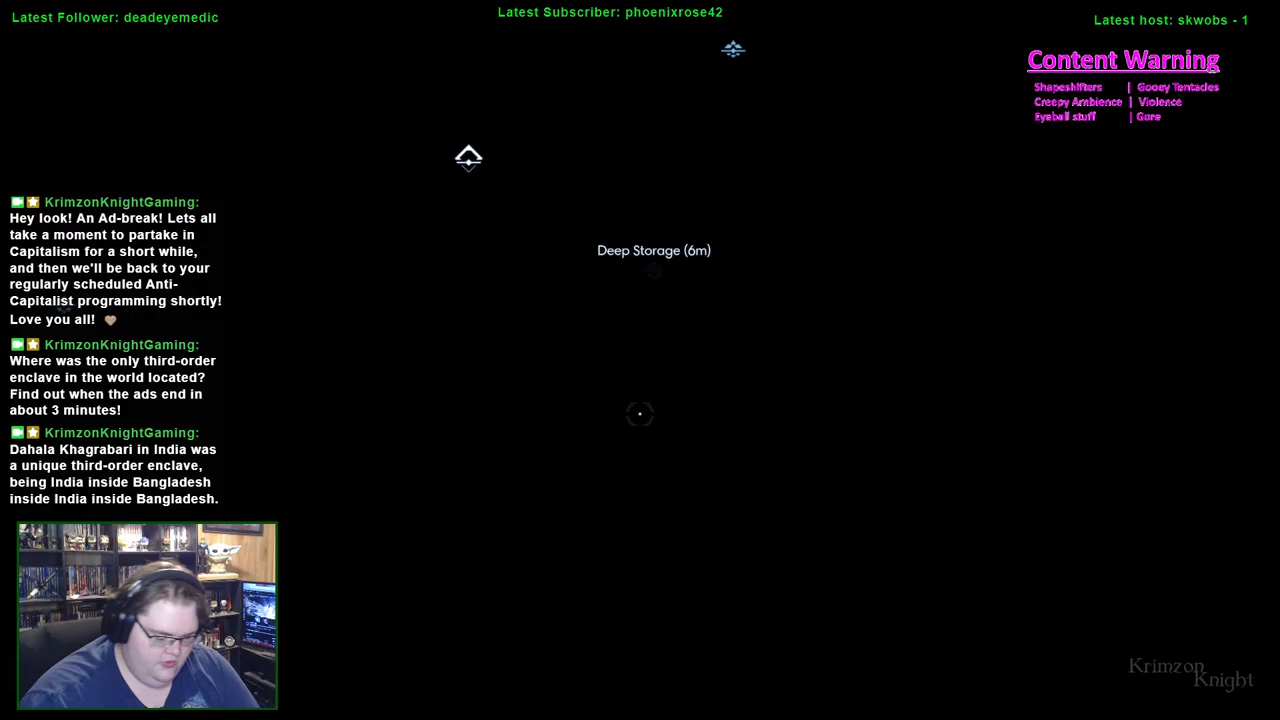 Latest Follower: deadeyemedic
Latest Subscriber: phoenixrose42
Latest host: skwobs - 1
Content Warning
Shapeshifters | Gooey Tentacles
Creepy Ambience | Violence
Eyeball stuff | Gore
Deep Storage (6m)
KrimzonKnightGaming:
Hey look! An Ad-break! Lets all
take a moment to partake in
Capitalism for a short while,
and then we'll be back to your
regularly scheduled Anti-
Capitalist programming shortly!
Love you all!
KrimzonKnightGaming:
Where was the only third-order
enclave in the world located?
Find out when the ads end in
about 3 minutes!
KrimzonKnightGaming:
Dahala Khagrabari in India was
a unique third-order enclave,
being India inside Bangladesh
inside India inside Bangladesh.
Krimzon
Knight